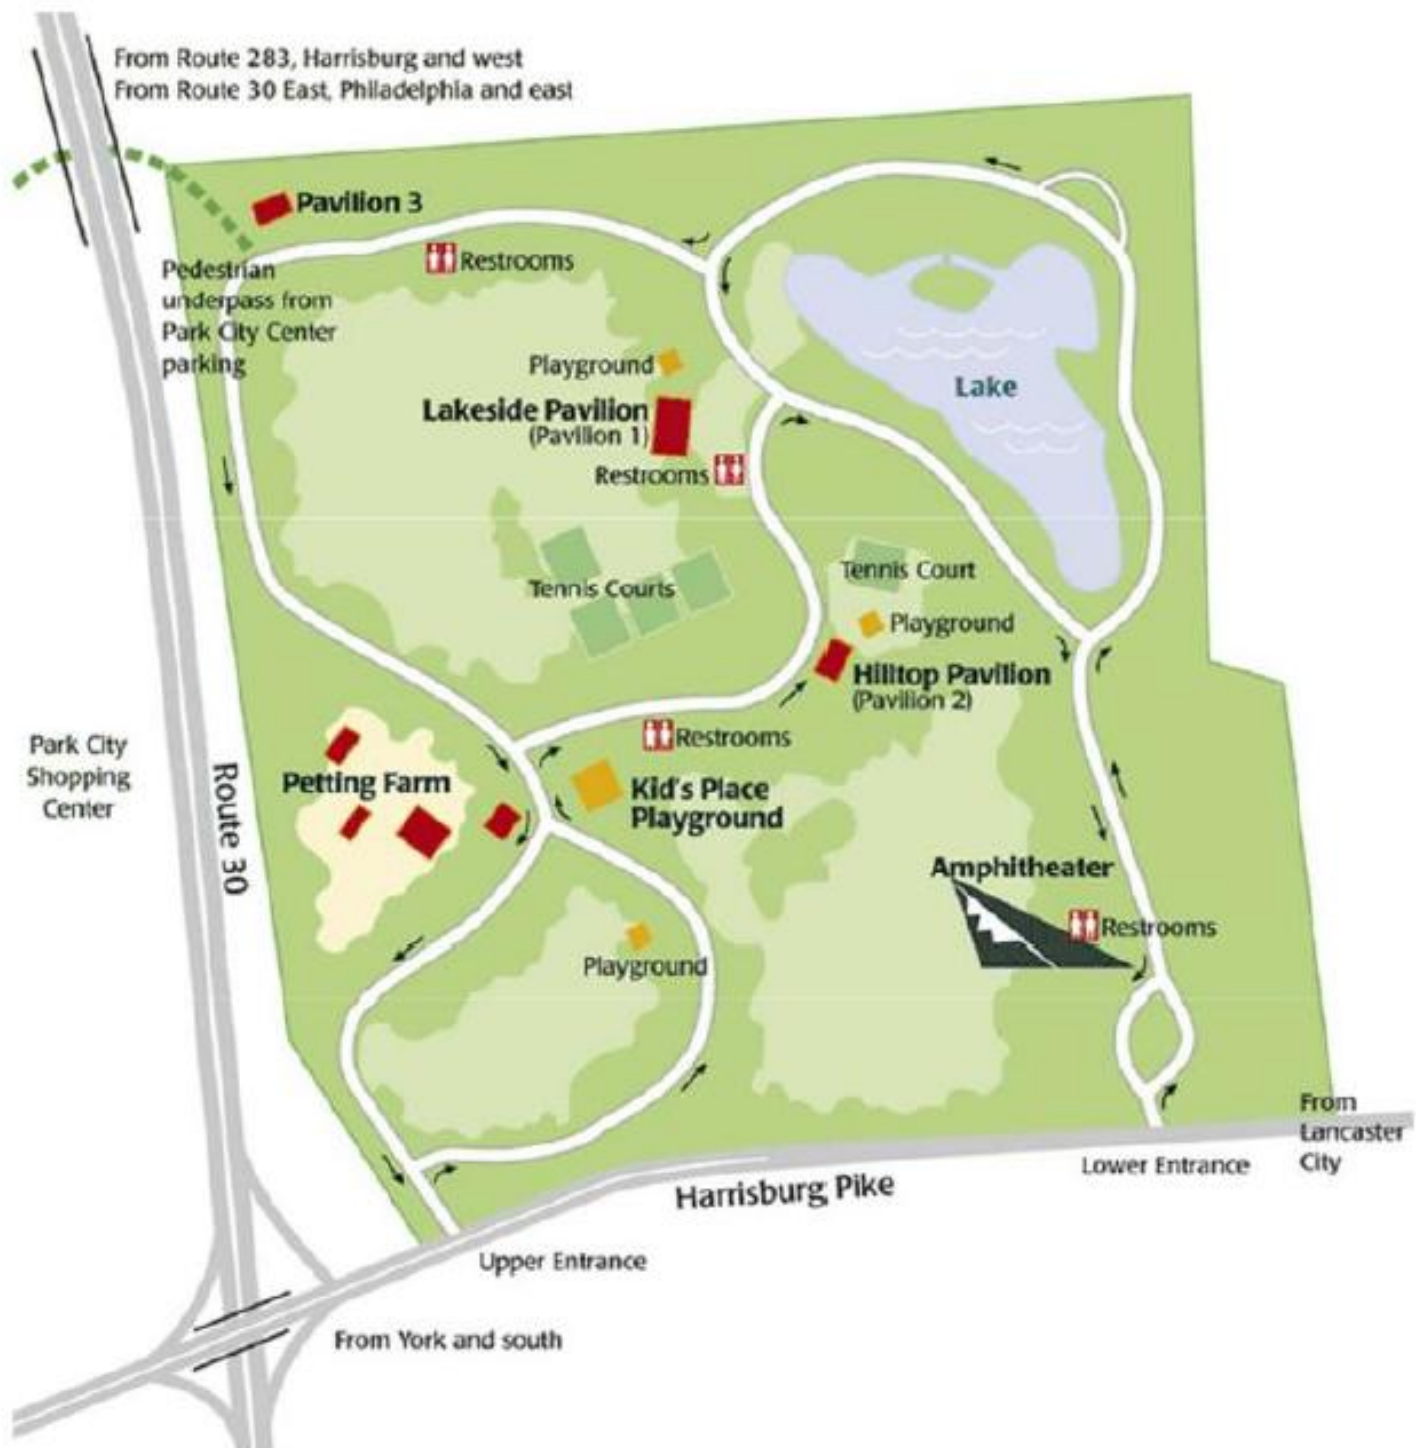 From Route 283, Harrisburg and west
From Route 30 East, Philadelphia and east
Pavilion 3
Restrooms
Pedestrian
underpass from
Park City Center
parking
Playground
Lakeside Pavilion
(Pavilion 1)
Restrooms
Lake
Tennis Courts
Tennis Court
Playground
Hilltop Pavilion
(Pavilion 2)
Restrooms
Park City
Shopping
Center
Route 30
Petting Farm
Kid's Place
Playground
Amphitheater
Restrooms
Playground
From
Lancaster
City
Lower Entrance
Harrisburg Pike
Upper Entrance
From York and south